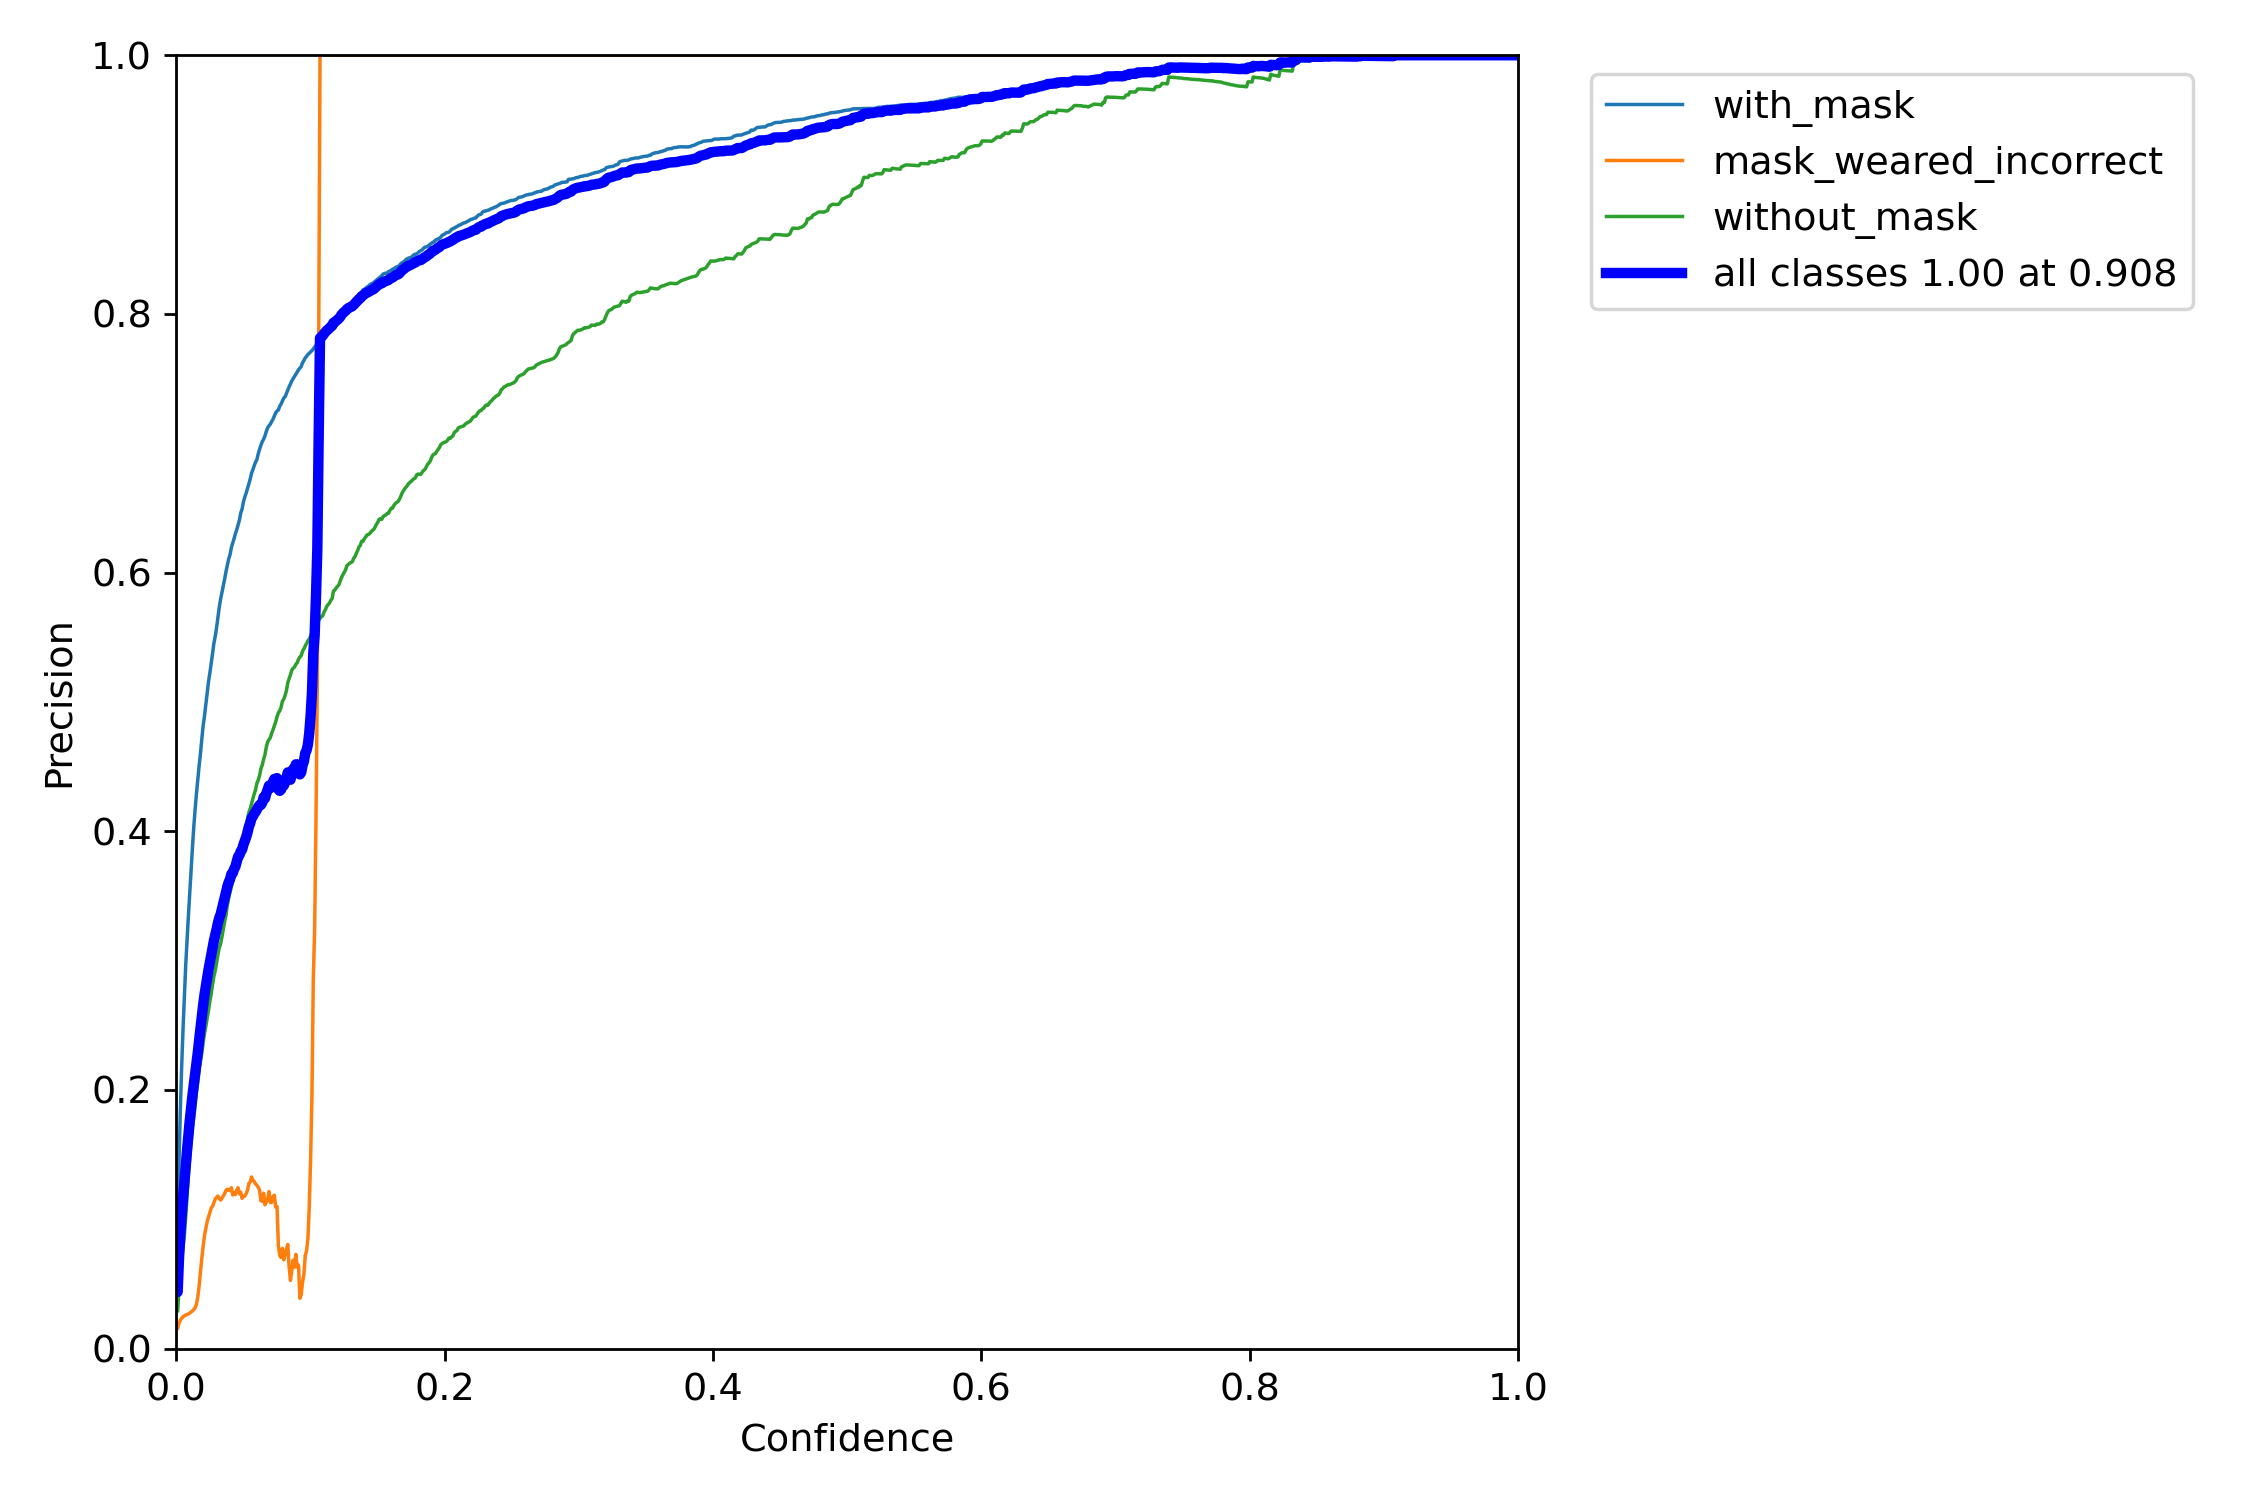 1.0
0.8
0.6
0.4
0.2
0.0
Precision
0.0 0.2 0.4 0.6 0.8 1.0
Confidence
with_mask
mask_weared_incorrect
without_mask
all classes 1.00 at 0.908